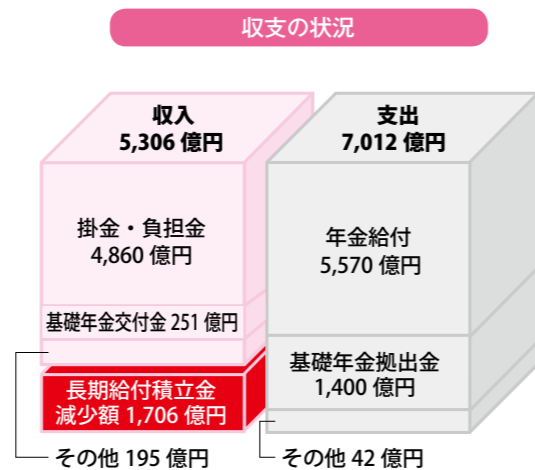 収支の状況
収入
5,306 億円
掛金・負担金
4,860 億円
基礎年金交付金 251 億円
長期給付積立金
減少額 1,706 億円
その他 195 億円
支出
7,012 億円
年金給付
5,570 億円
基礎年金拠出金
1,400 億円
その他 42 億円